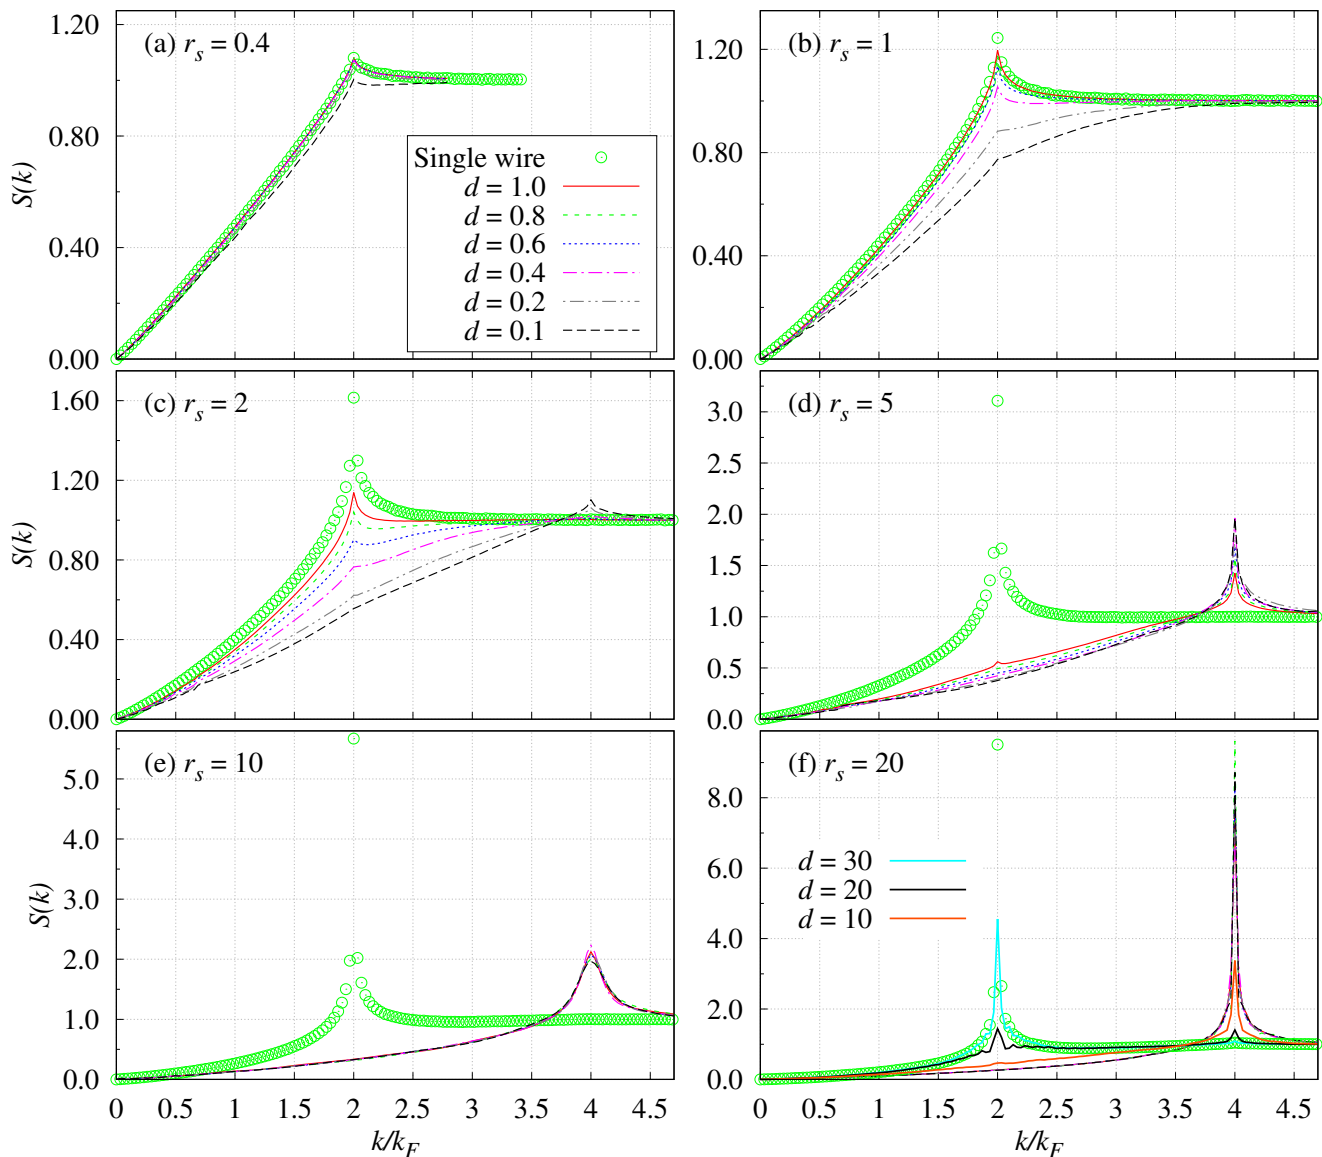 (a) r_s = 0.4
1.20
0.80
0.40
0.00
S(k)
Single wire
d = 1.0
d = 0.8
d = 0.6
d = 0.4
d = 0.2
d = 0.1
(b) r_s = 1
1.20
0.80
0.40
0.00
(c) r_s = 2
1.60
1.20
0.80
0.40
0.00
S(k)
(d) r_s = 5
3.0
2.5
2.0
1.5
1.0
0.5
0.0
(e) r_s = 10
5.0
4.0
3.0
2.0
1.0
0.0
S(k)
0 0.5 1 1.5 2 2.5 3 3.5 4 4.5
k/k_F
(f) r_s = 20
8.0
6.0
4.0
2.0
0.0
d = 30
d = 20
d = 10
0 0.5 1 1.5 2 2.5 3 3.5 4 4.5
k/k_F